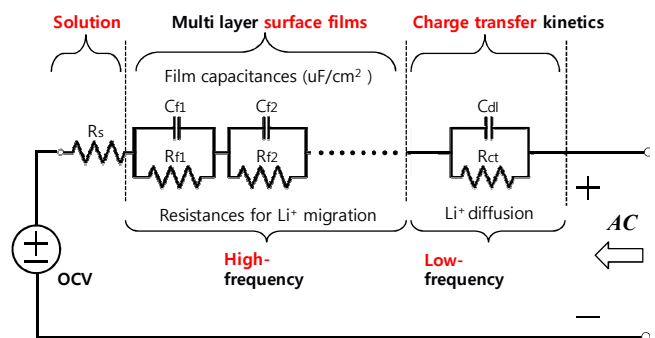 Solution Multi layer surface films Charge transfer kinetics
Film capacitances (uF/cm² )
Cf1 Cf2 Cdl
Rs
Rf1 Rf2 Rct
+
Resistances for Li⁺ migration Li⁺ diffusion
AC
High-
frequency
Low-
frequency
+
−
OCV
−